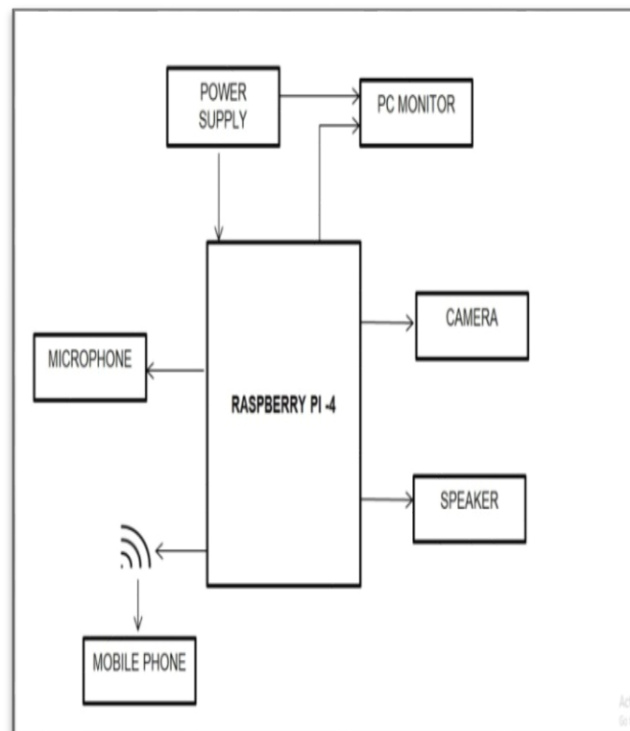 POWER
SUPPLY
PC MONITOR
CAMERA
MICROPHONE
RASPBERRY PI -4
SPEAKER
MOBILE PHONE